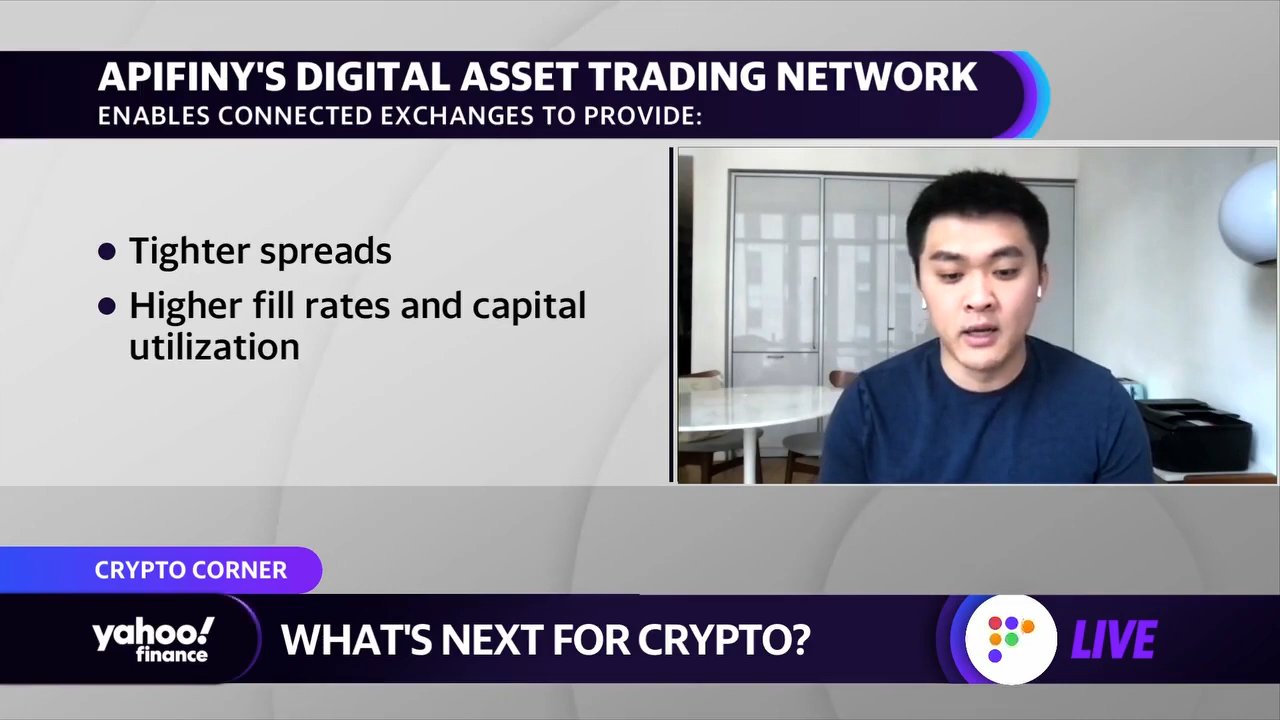 APIFINY'S DIGITAL ASSET TRADING NETWORK
ENABLES CONNECTED EXCHANGES TO PROVIDE:
Tighter spreads
Higher fill rates and capital
utilization
CRYPTO CORNER
yahoo!
finance
WHAT'S NEXT FOR CRYPTO?
LIVE